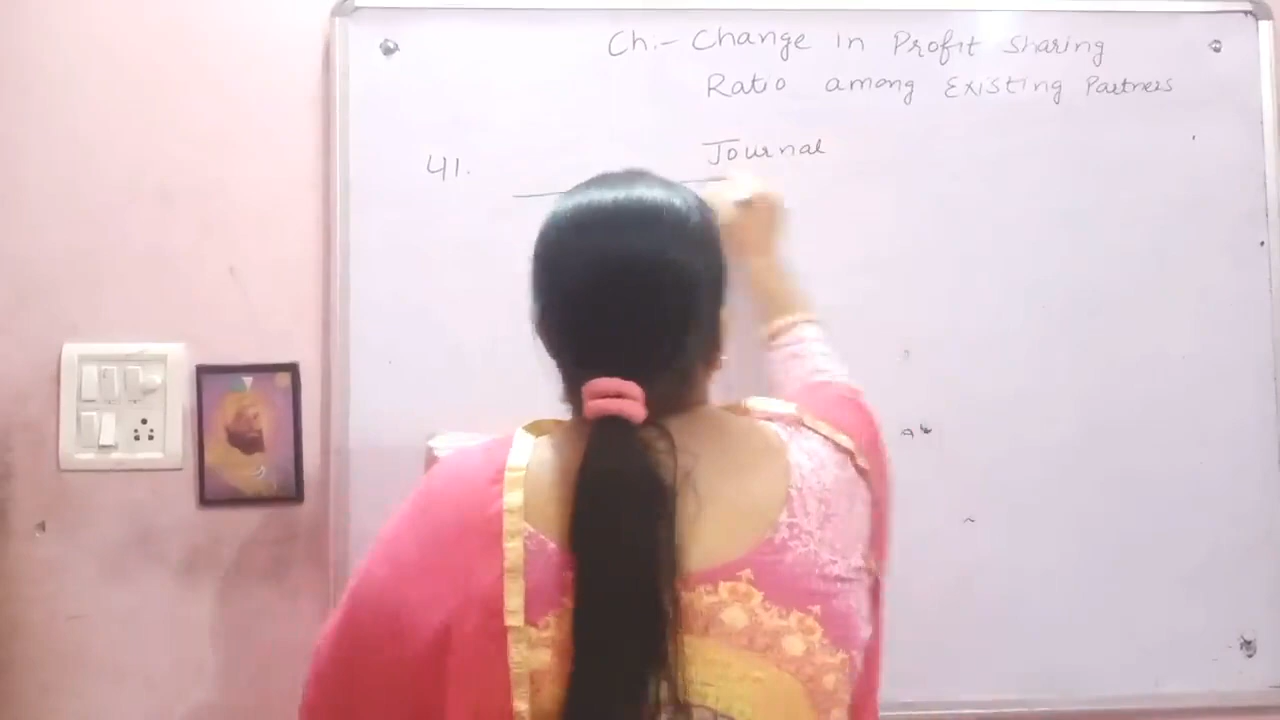 Ch:- Change in Profit Sharing
Ratio among Existing Partners
Journal
41.